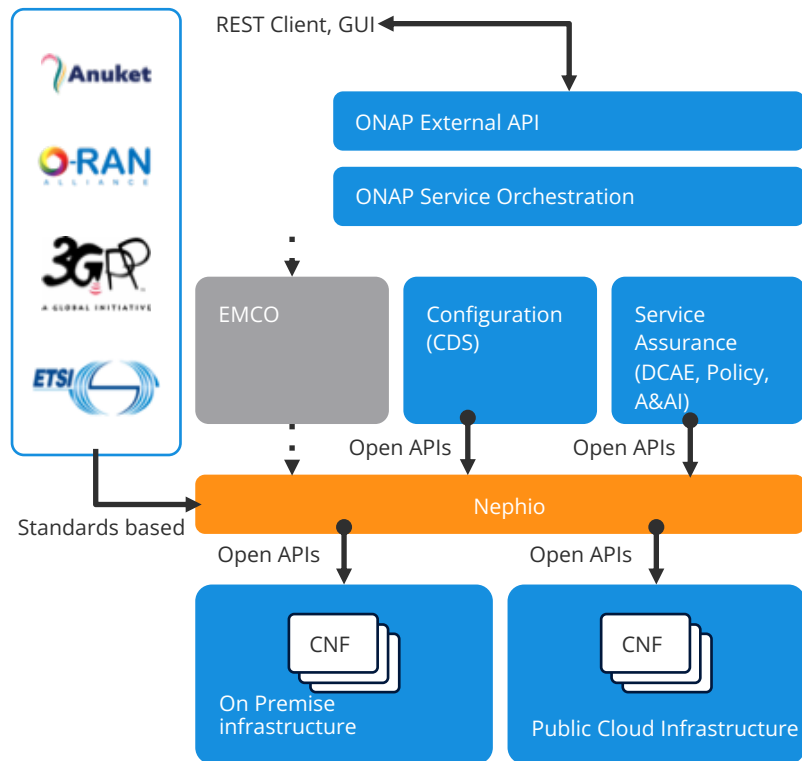 REST Client, GUI
Anuket
O-RAN
ALLIANCE
3GPP
TM
A GLOBAL INITIATIVE
ETSI
ONAP External API
ONAP Service Orchestration
EMCO
Configuration
(CDS)
Service
Assurance
(DCAE, Policy,
A&AI)
Open APIs
Open APIs
Nephio
Standards based
Open APIs
Open APIs
CNF
On Premise
infrastructure
CNF
Public Cloud Infrastructure